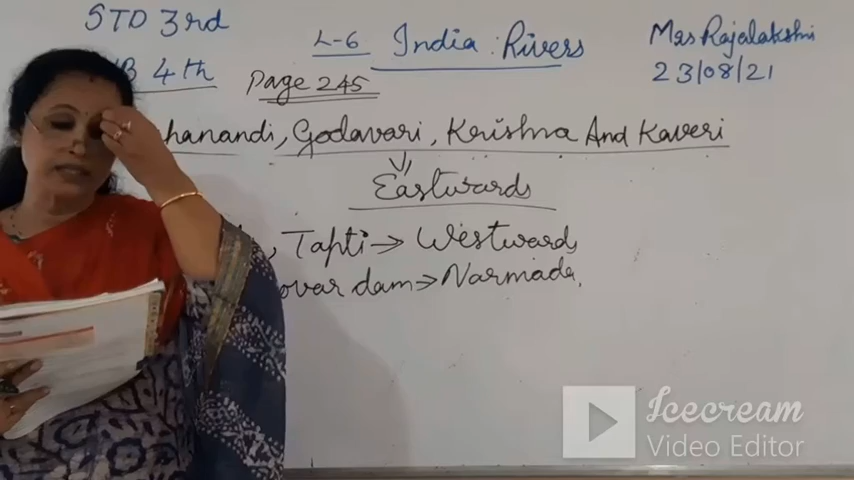 STD 3rd
L-6 India : Rivers
Mrs Rajalakshmi
4th
Page 245
23/08/21
hanandi, Godavari, Krishna And Kaveri
Eastwards
, Tapti → Westwards
ovar dam → Narmada.
Icecream
Video Editor